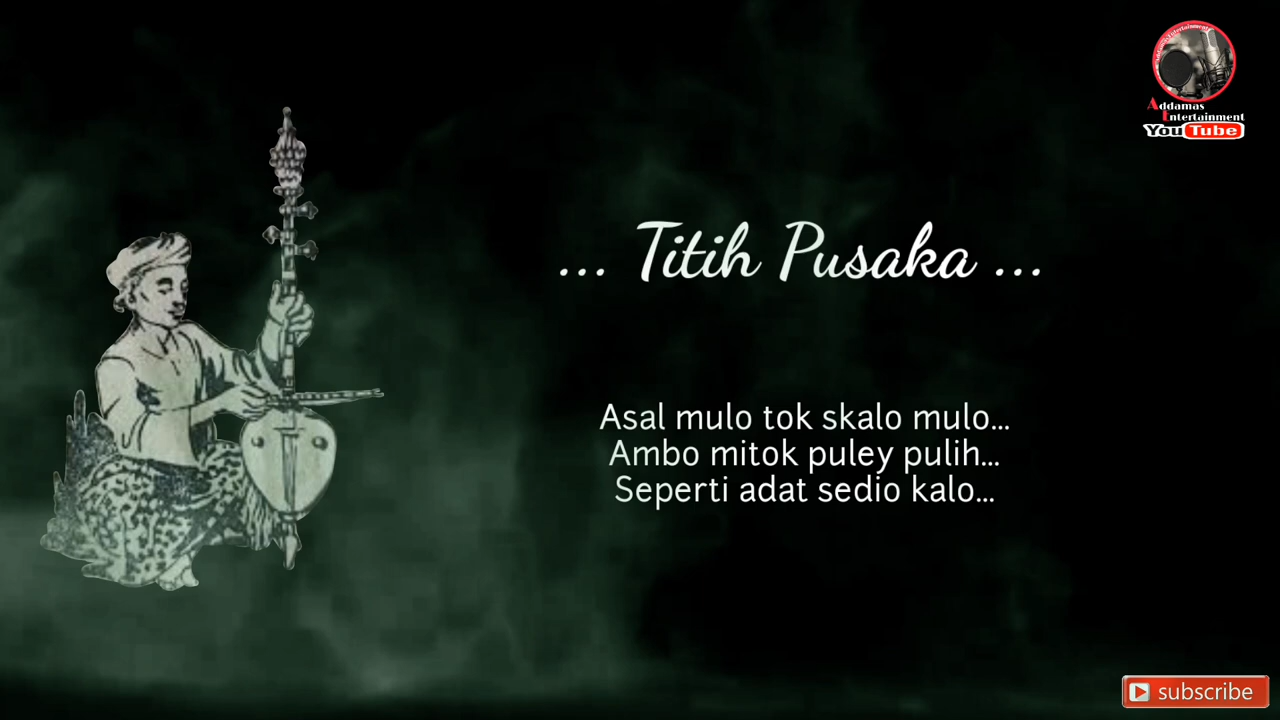 Addamas
Entertainment
YouTube
... Titih Pusaka ...
Asal mulo tok skalo mulo...
Ambo mitok puley pulih...
Seperti adat sedio kalo...
subscribe